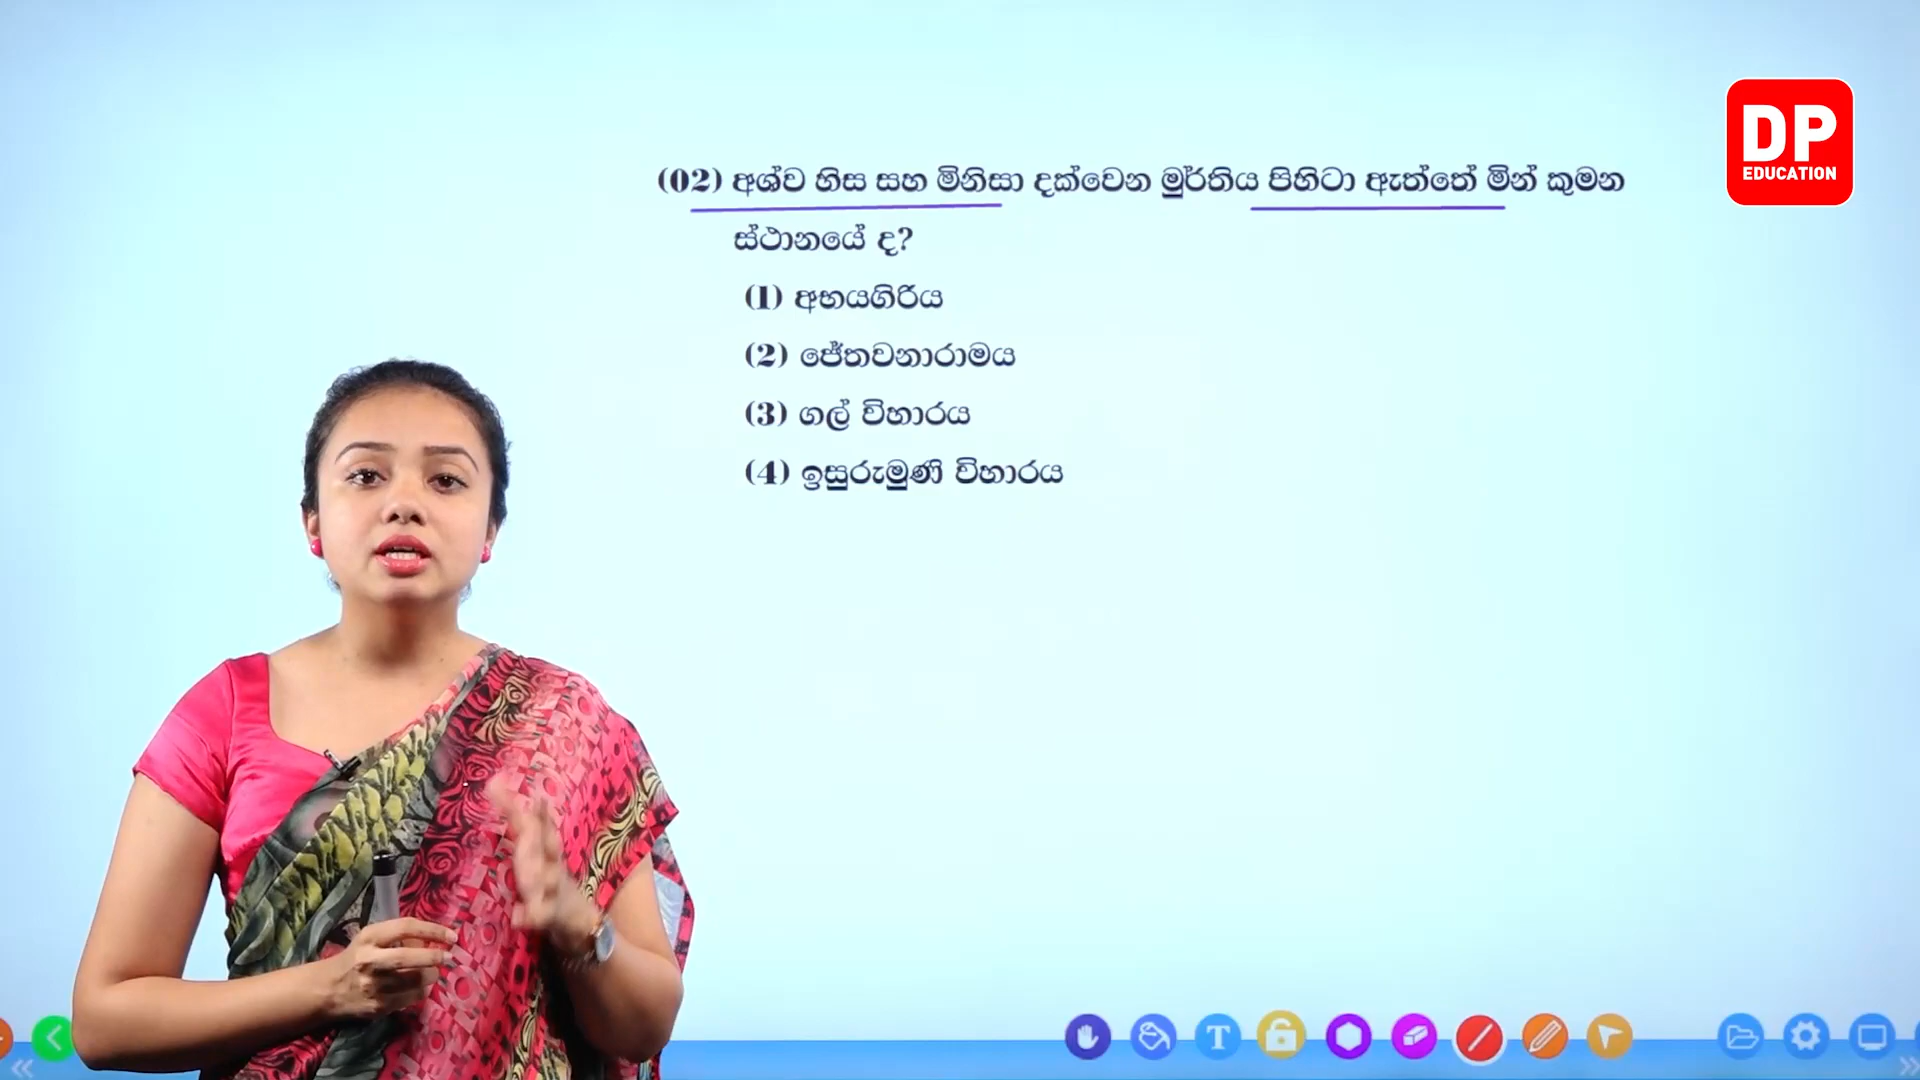 DP
EDUCATION
(02) අශ්ව හිස සහ මිනිසා දක්වෙන මුර්තිය පිහිටා ඇත්තේ මින් කුමන
ස්ථානයේ ද?
(1) අභයගිරිය
(2) ජේතවනාරාමය
(3) ගල් විහාරය
(4) ඉසුරුමුණි විහාරය